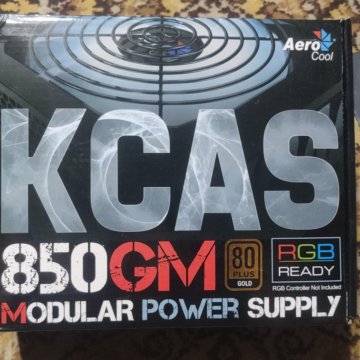 Aero
Cool
KCAS
850GM
80
PLUS
GOLD
RGB
READY
RGB Controller Not Included
MODULAR POWER SUPPLY